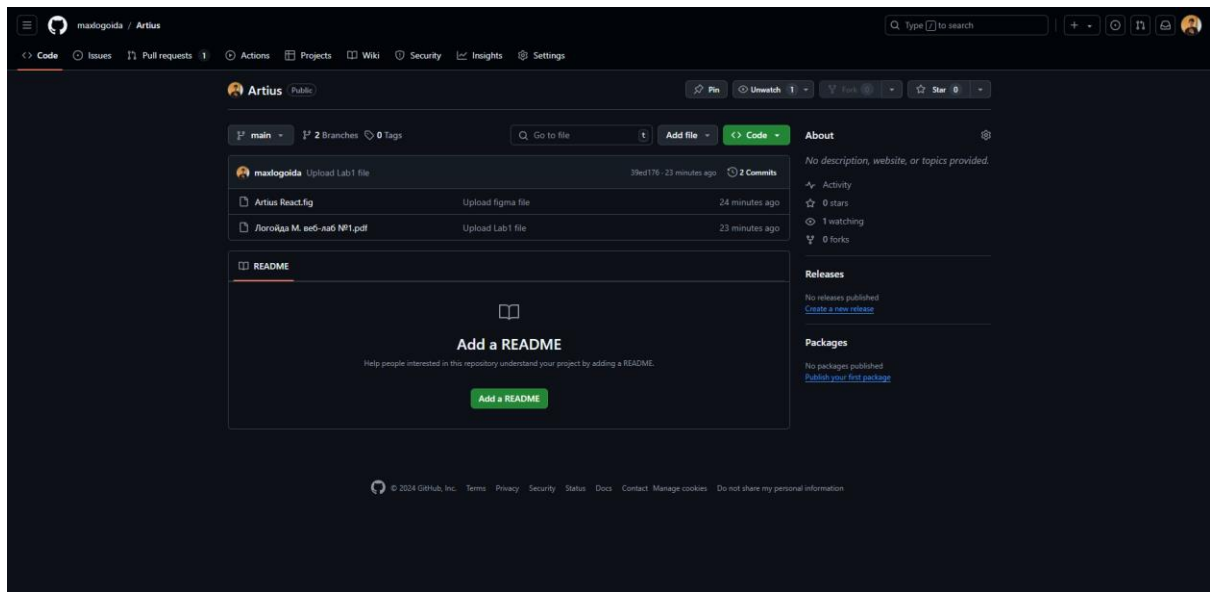 maxlogoida / Artius
Type / to search
Code Issues Pull requests 1 Actions Projects Wiki Security Insights Settings
Artius Public
Pin Unwatch 1 Fork 0 Star 0
main 2 Branches 0 Tags Go to file t Add file Code
maxlogoida Upload Lab1 file 39ed176 · 23 minutes ago 2 Commits
Artius React.fig Upload figma file 24 minutes ago
Логойда М. веб-лаб №1.pdf Upload Lab1 file 23 minutes ago
README
Add a README
Help people interested in this repository understand your project by adding a README.
Add a README
About
No description, website, or topics provided.
Activity
0 stars
1 watching
0 forks
Releases
No releases published
Create a new release
Packages
No packages published
Publish your first package
© 2024 GitHub, Inc. Terms Privacy Security Status Docs Contact Manage cookies Do not share my personal information